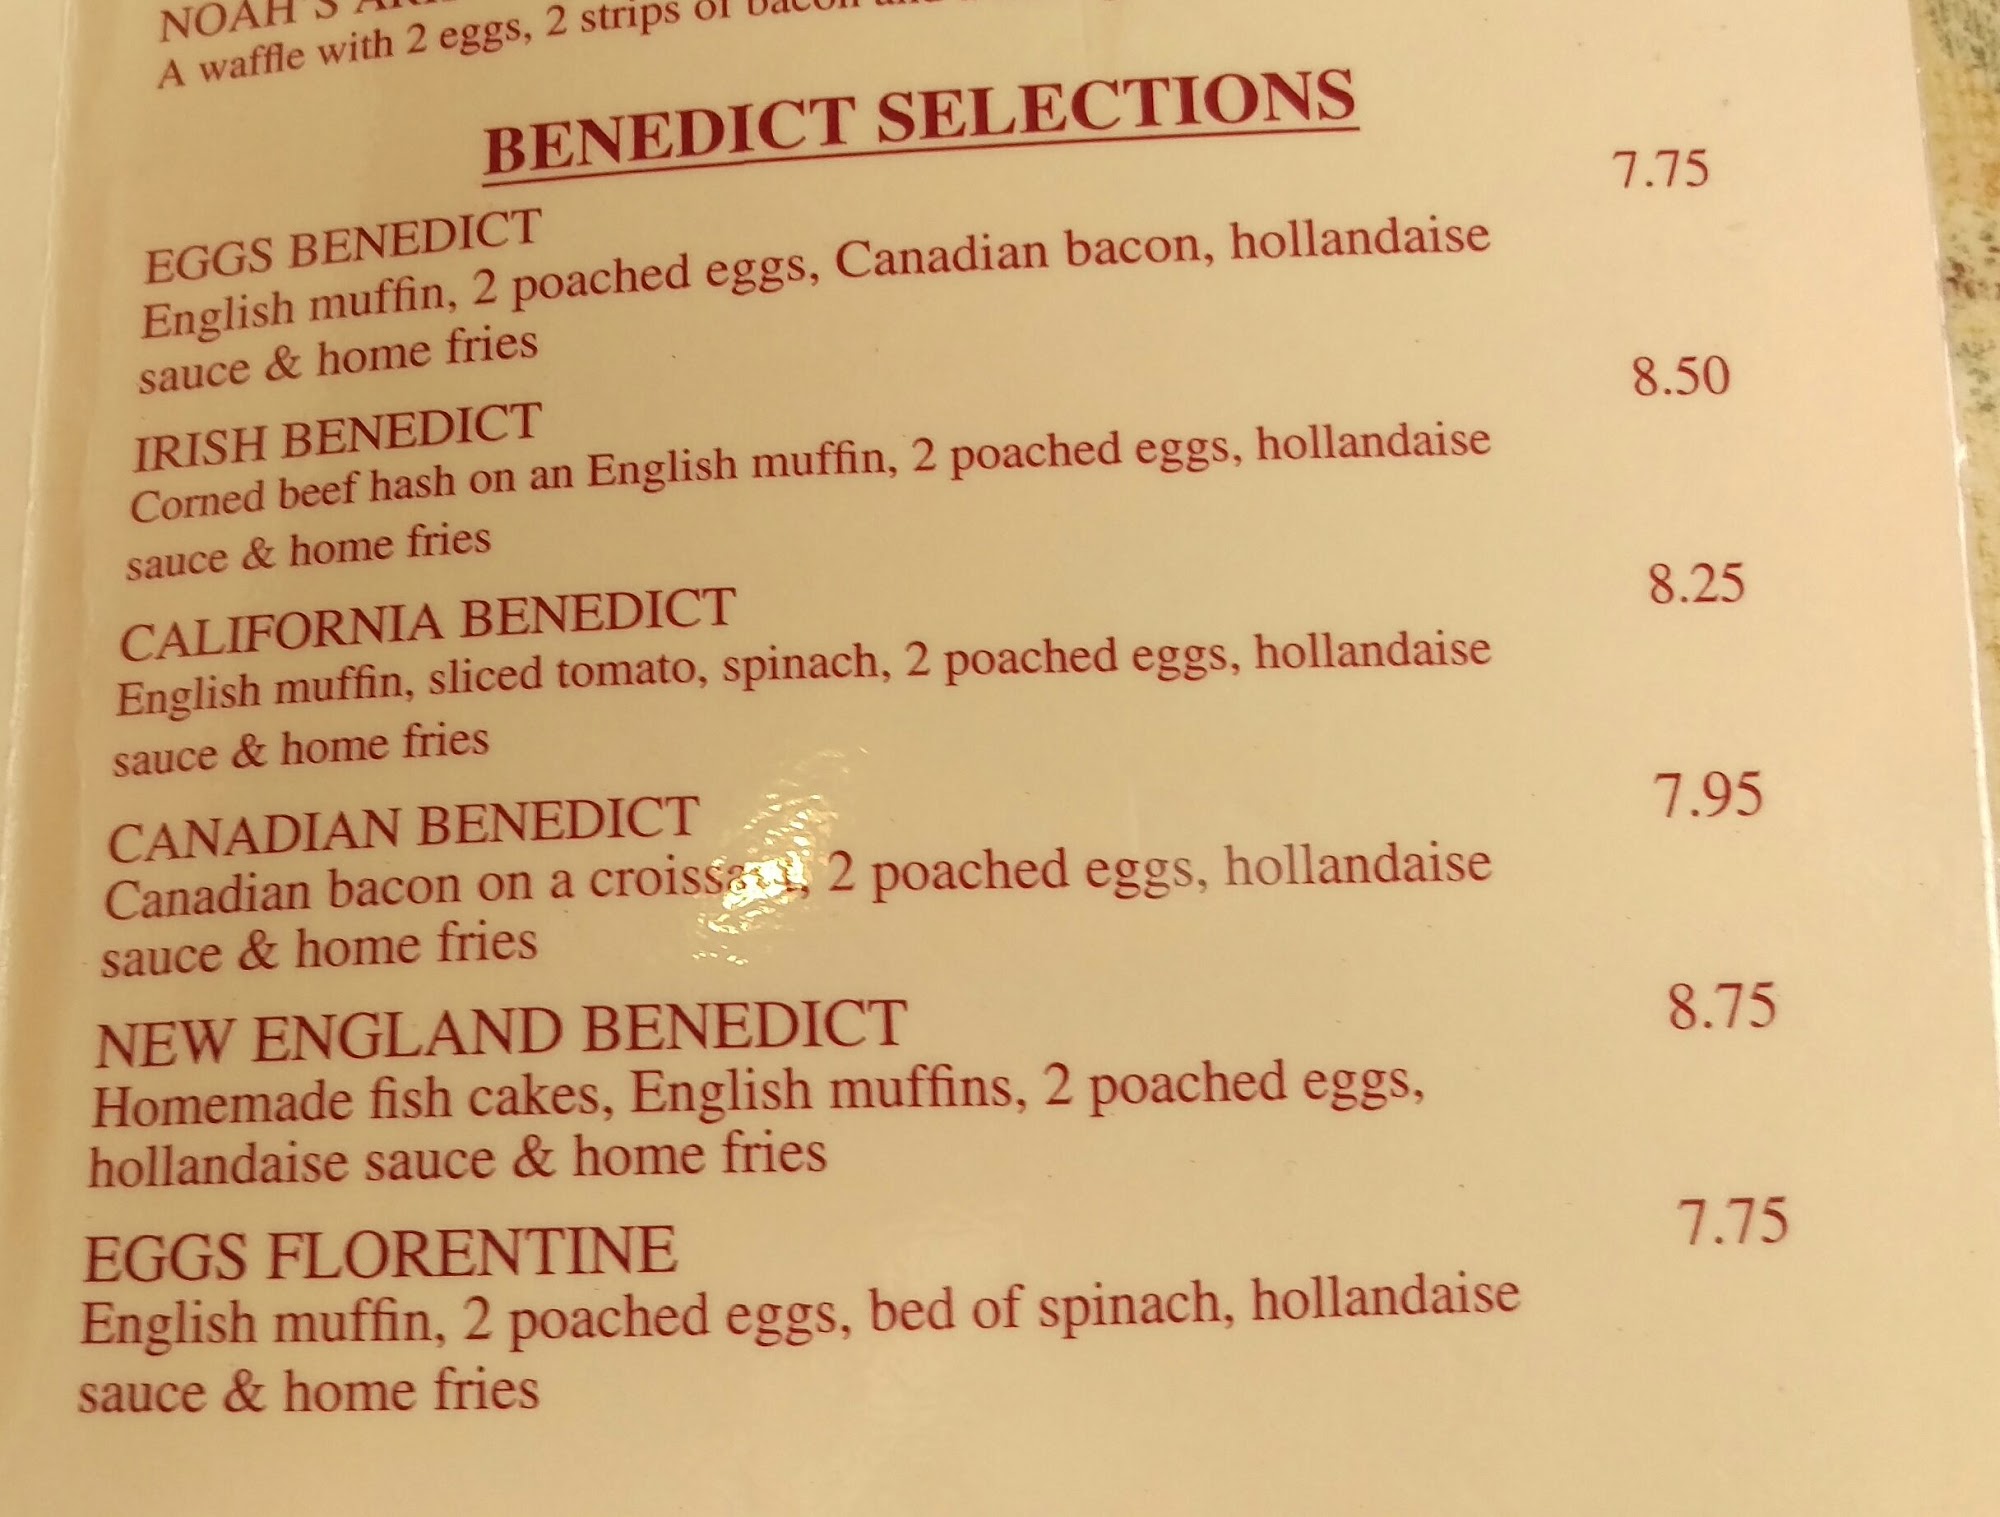 NOAH'S
A waffle with 2 eggs, 2 strips of bacon
BENEDICT SELECTIONS
EGGS BENEDICT 7.75
English muffin, 2 poached eggs, Canadian bacon, hollandaise
sauce & home fries
IRISH BENEDICT 8.50
Corned beef hash on an English muffin, 2 poached eggs, hollandaise
sauce & home fries
CALIFORNIA BENEDICT 8.25
English muffin, sliced tomato, spinach, 2 poached eggs, hollandaise
sauce & home fries
CANADIAN BENEDICT 7.95
Canadian bacon on a croissant, 2 poached eggs, hollandaise
sauce & home fries
NEW ENGLAND BENEDICT 8.75
Homemade fish cakes, English muffins, 2 poached eggs,
hollandaise sauce & home fries
EGGS FLORENTINE 7.75
English muffin, 2 poached eggs, bed of spinach, hollandaise
sauce & home fries